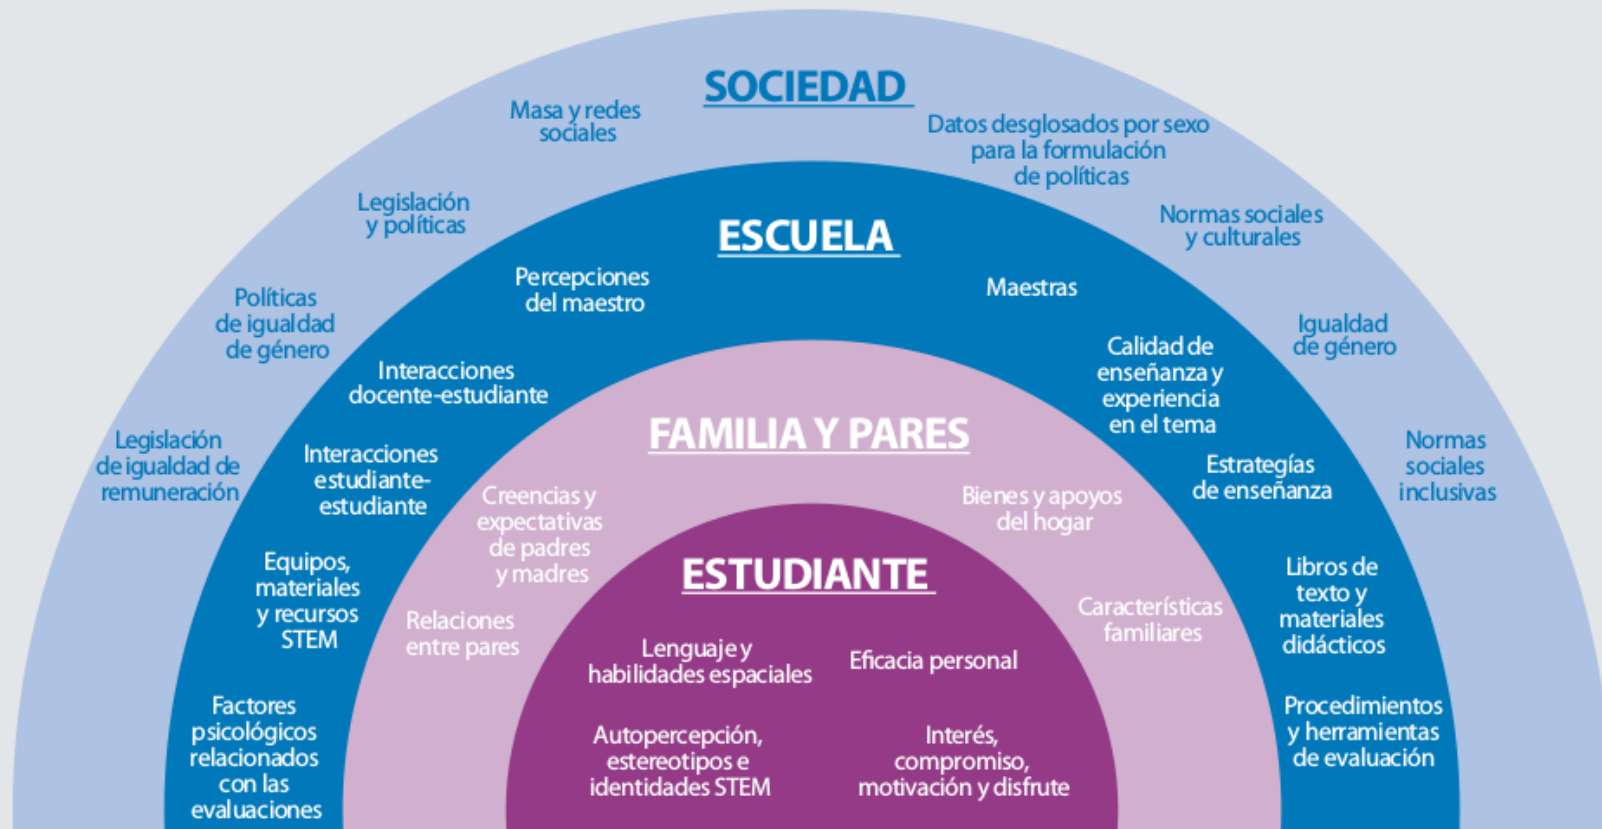 SOCIEDAD
Masa y redes
sociales
Datos desglosados por sexo
para la formulación
de políticas
Legislación
y políticas
Normas sociales
y culturales
Políticas
de igualdad
de género
Igualdad
de género
Legislación
de igualdad de
remuneración
Normas
sociales
inclusivas
ESCUELA
Percepciones
del maestro
Maestras
Interacciones
docente-estudiante
Calidad de
enseñanza y
experiencia
en el tema
Interacciones
estudiante-
estudiante
Estrategías
de enseñanza
Equipos,
materiales
y recursos
STEM
Libros de
texto y
materiales
didácticos
Factores
psicológicos
relacionados
con las
evaluaciones
Procedimientos
y herramientas
de evaluación
FAMILIA Y PARES
Creencias y
expectativas
de padres
y madres
Bienes y apoyos
del hogar
Relaciones
entre pares
Características
familiares
ESTUDIANTE
Lenguaje y
habilidades espaciales
Eficacia personal
Autopercepción,
estereotipos e
identidades STEM
Interés,
compromiso,
motivación y disfrute